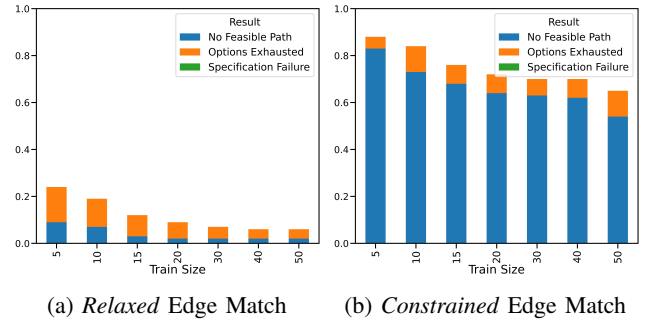 Result
No Feasible Path
Options Exhausted
Specification Failure
1.0
0.8
0.6
0.4
0.2
0.0
5 10 15 20 30 40 50
Train Size
(a) Relaxed Edge Match
Result
No Feasible Path
Options Exhausted
Specification Failure
1.0
0.8
0.6
0.4
0.2
0.0
5 10 15 20 30 40 50
Train Size
(b) Constrained Edge Match